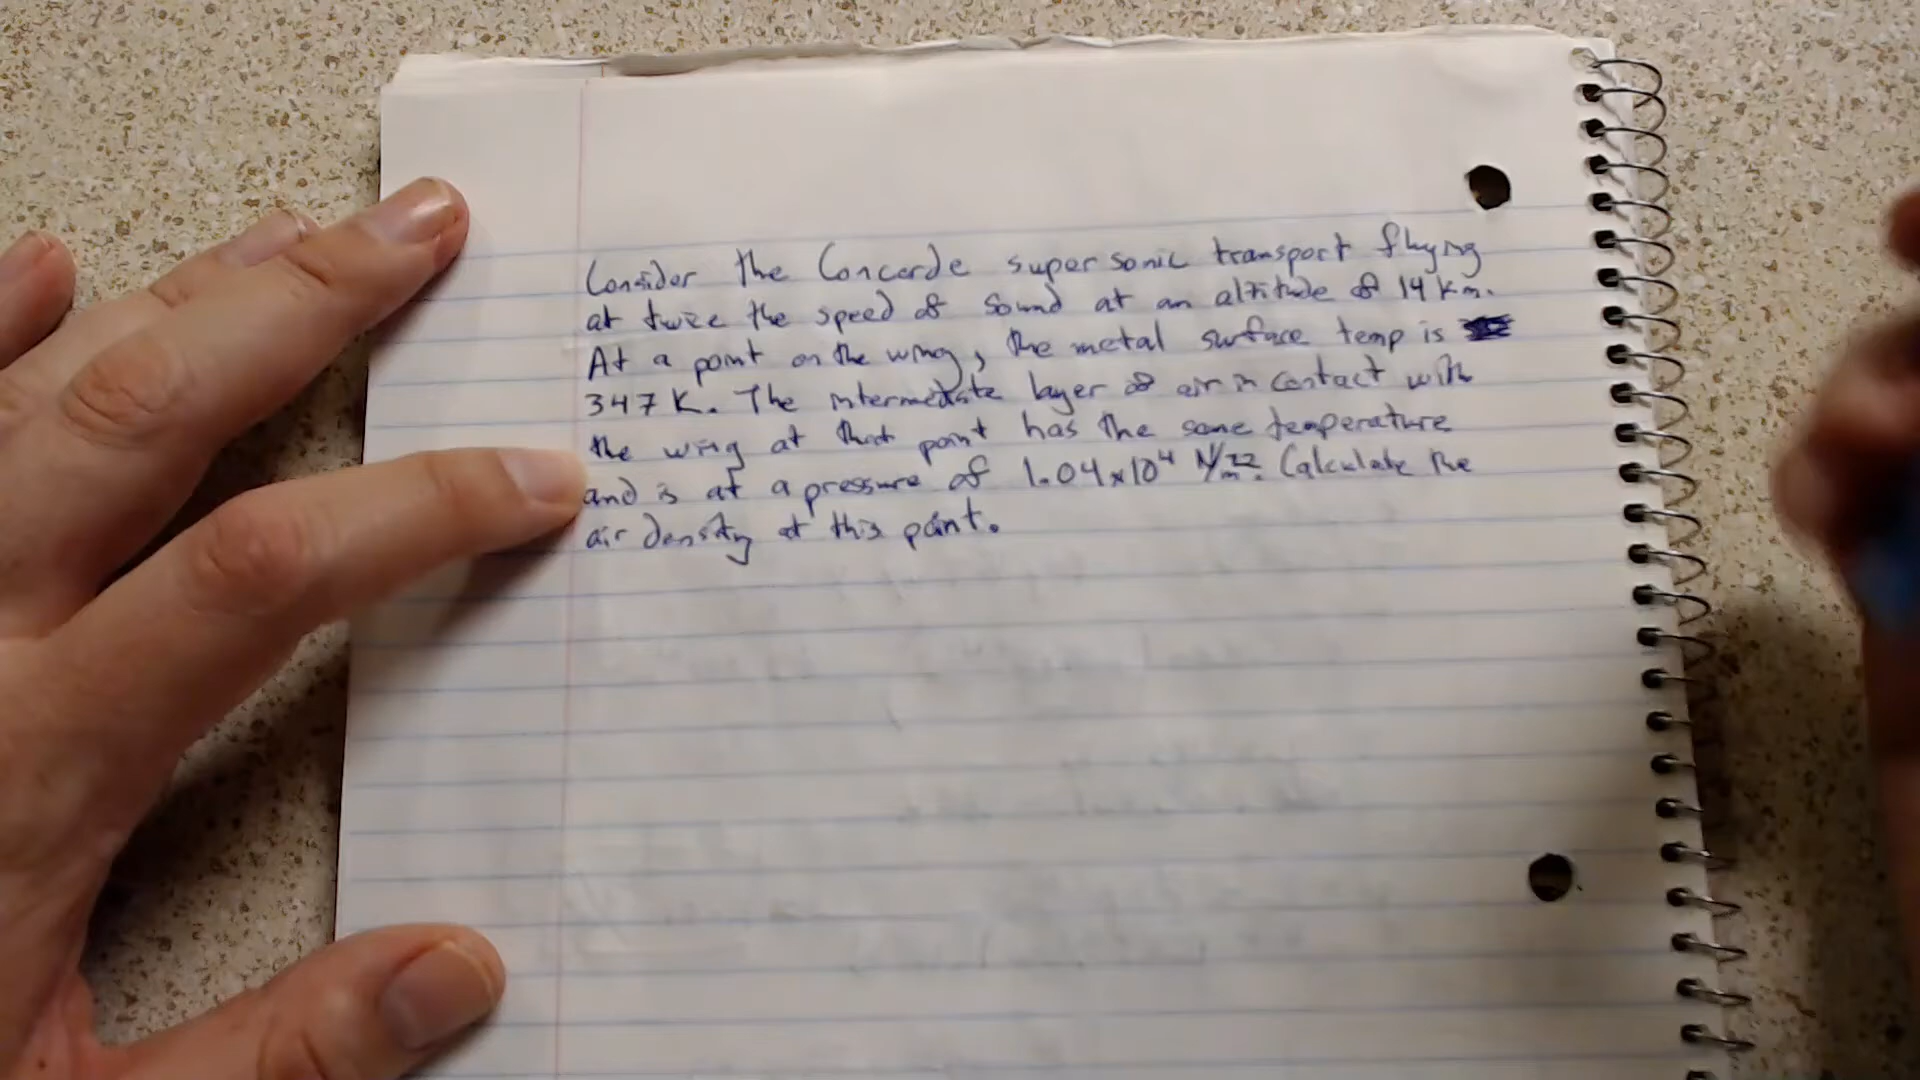 Consider the Concorde supersonic transport flying
at twice the speed of sound at an altitude of 14 km.
At a point on the wing, the metal surface temp is
347 K. The intermediate layer of air in contact with
the wing at that point has the same temperature
and is at a pressure of 1.04x10⁴ N/m². Calculate the
air density at this point.